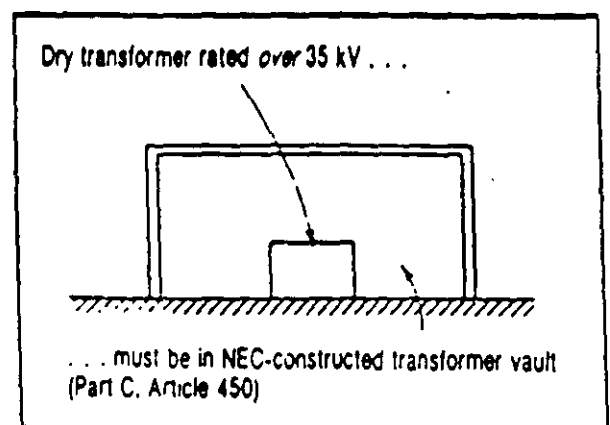 Dry transformer rated over 35 kV . . .
. . . must be in NEC-constructed transformer vault
(Part C, Article 450)